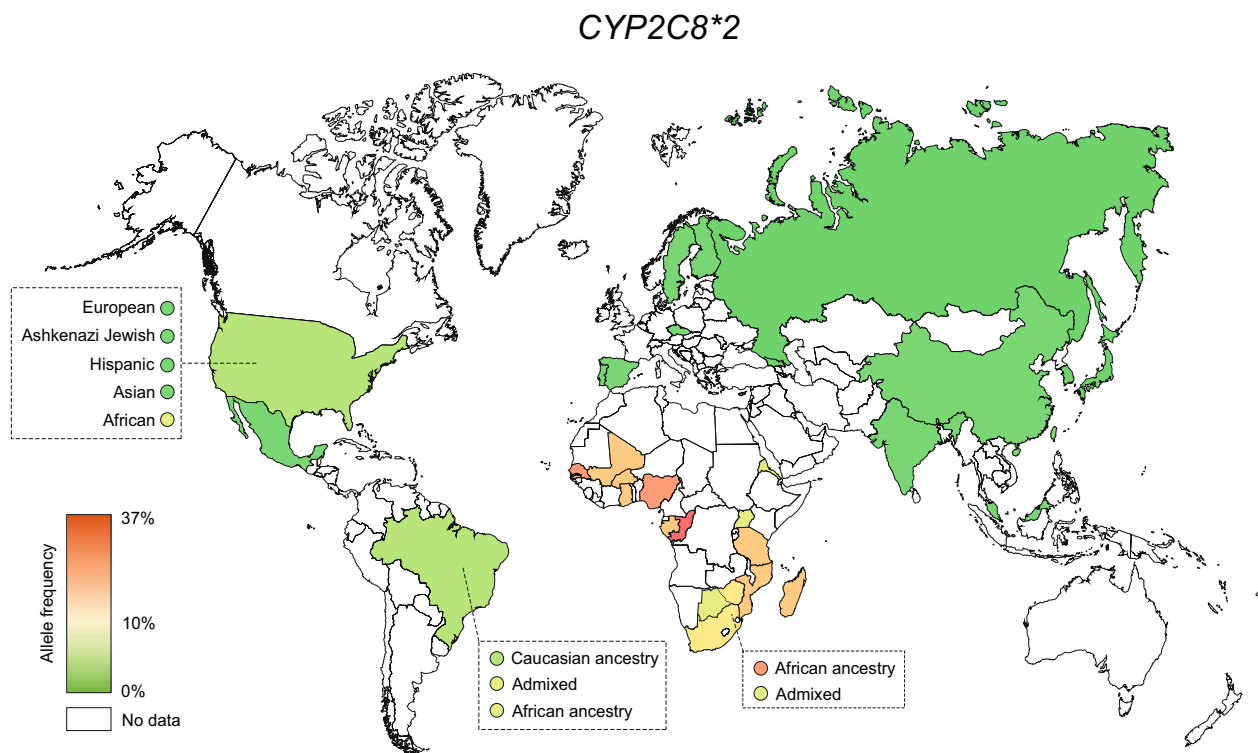 CYP2C8*2
European
Ashkenazi Jewish
Hispanic
Asian
African
Allele frequency
37%
10%
0%
No data
Caucasian ancestry
Admixed
African ancestry
African ancestry
Admixed